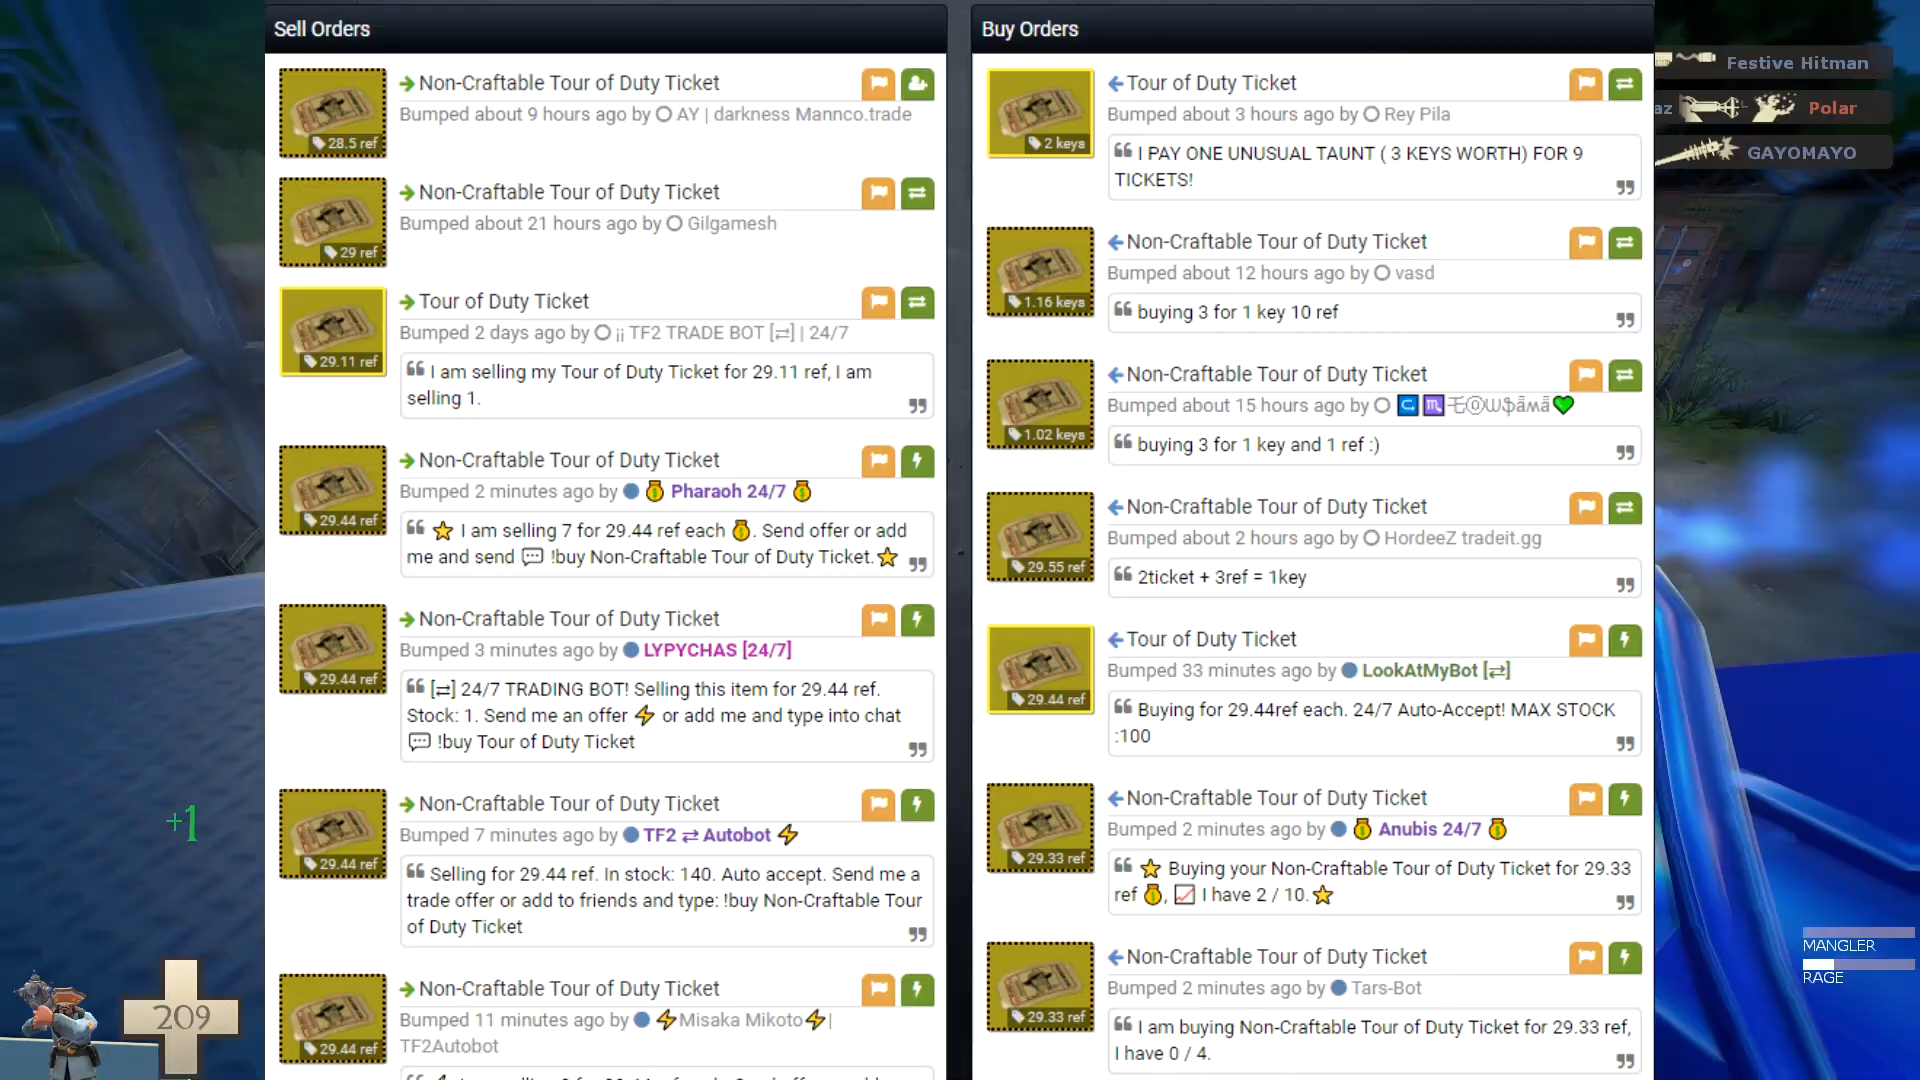 Sell Orders
Non-Craftable Tour of Duty Ticket
Bumped about 9 hours ago by AY | darkness Mannco.trade
28.5 ref
Non-Craftable Tour of Duty Ticket
Bumped about 21 hours ago by Gilgamesh
29 ref
Tour of Duty Ticket
Bumped 2 days ago by ¡¡ TF2 TRADE BOT [⇄] | 24/7
29.11 ref
I am selling my Tour of Duty Ticket for 29.11 ref, I am
selling 1.
Non-Craftable Tour of Duty Ticket
Bumped 2 minutes ago by 💰 Pharaoh 24/7 💰
29.44 ref
⭐ I am selling 7 for 29.44 ref each 💰. Send offer or add
me and send 💬 !buy Non-Craftable Tour of Duty Ticket.⭐
Non-Craftable Tour of Duty Ticket
Bumped 3 minutes ago by LYPYCHAS [24/7]
29.44 ref
[⇄] 24/7 TRADING BOT! Selling this item for 29.44 ref.
Stock: 1. Send me an offer ⚡ or add me and type into chat
💬 !buy Tour of Duty Ticket
Non-Craftable Tour of Duty Ticket
Bumped 7 minutes ago by TF2 ⇄ Autobot ⚡
29.44 ref
Selling for 29.44 ref. In stock: 140. Auto accept. Send me a
trade offer or add to friends and type: !buy Non-Craftable Tour
of Duty Ticket
Non-Craftable Tour of Duty Ticket
Bumped 11 minutes ago by ⚡Misaka Mikoto⚡|
TF2Autobot
29.44 ref
Buy Orders
Tour of Duty Ticket
Bumped about 3 hours ago by Rey Pila
2 keys
I PAY ONE UNUSUAL TAUNT ( 3 KEYS WORTH) FOR 9
TICKETS!
Non-Craftable Tour of Duty Ticket
Bumped about 12 hours ago by vasd
1.16 keys
buying 3 for 1 key 10 ref
Non-Craftable Tour of Duty Ticket
Bumped about 15 hours ago by
1.02 keys
buying 3 for 1 key and 1 ref :)
Non-Craftable Tour of Duty Ticket
Bumped about 2 hours ago by HordeeZ tradeit.gg
29.55 ref
2ticket + 3ref = 1key
Tour of Duty Ticket
Bumped 33 minutes ago by LookAtMyBot [⇄]
29.44 ref
Buying for 29.44ref each. 24/7 Auto-Accept! MAX STOCK
:100
Non-Craftable Tour of Duty Ticket
Bumped 2 minutes ago by 💰 Anubis 24/7 💰
29.33 ref
⭐ Buying your Non-Craftable Tour of Duty Ticket for 29.33
ref 💰, 📈 I have 2 / 10.⭐
Non-Craftable Tour of Duty Ticket
Bumped 2 minutes ago by Tars-Bot
29.33 ref
I am buying Non-Craftable Tour of Duty Ticket for 29.33 ref,
I have 0 / 4.
Festive Hitman
az Polar
GAYOMAYO
+1
209
MANGLER
RAGE